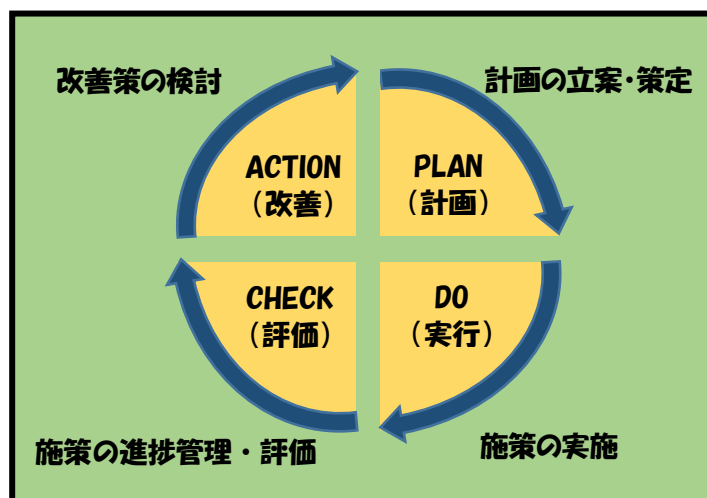 改善策の検討
計画の立案･策定
ACTION
(改善)
PLAN
(計画)
CHECK
(評価)
DO
(実行)
施策の進捗管理・評価
施策の実施